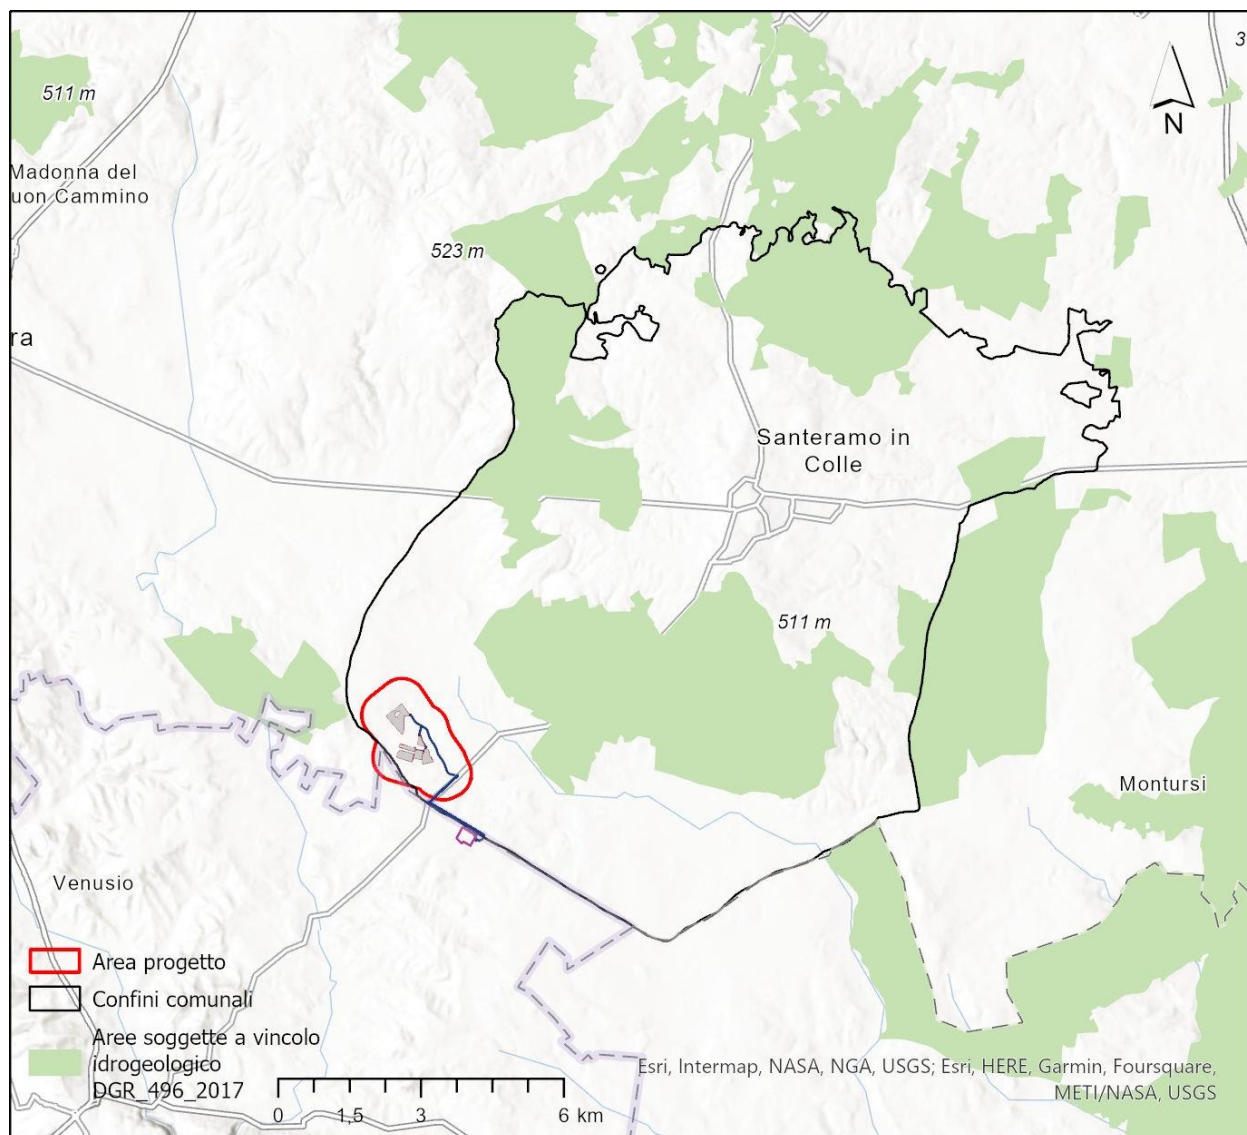 3
511 m
N
Madonna del
uon Cammino
523 m
ra
Santeramo in
Colle
511 m
Montursi
Venusio
Area progetto
Confini comunali
Aree soggette a vincolo
idrogeologico
DGR_496_2017
0 1,5 3 6 km
Esri, Intermap, NASA, NGA, USGS; Esri, HERE, Garmin, Foursquare,
METI/NASA, USGS